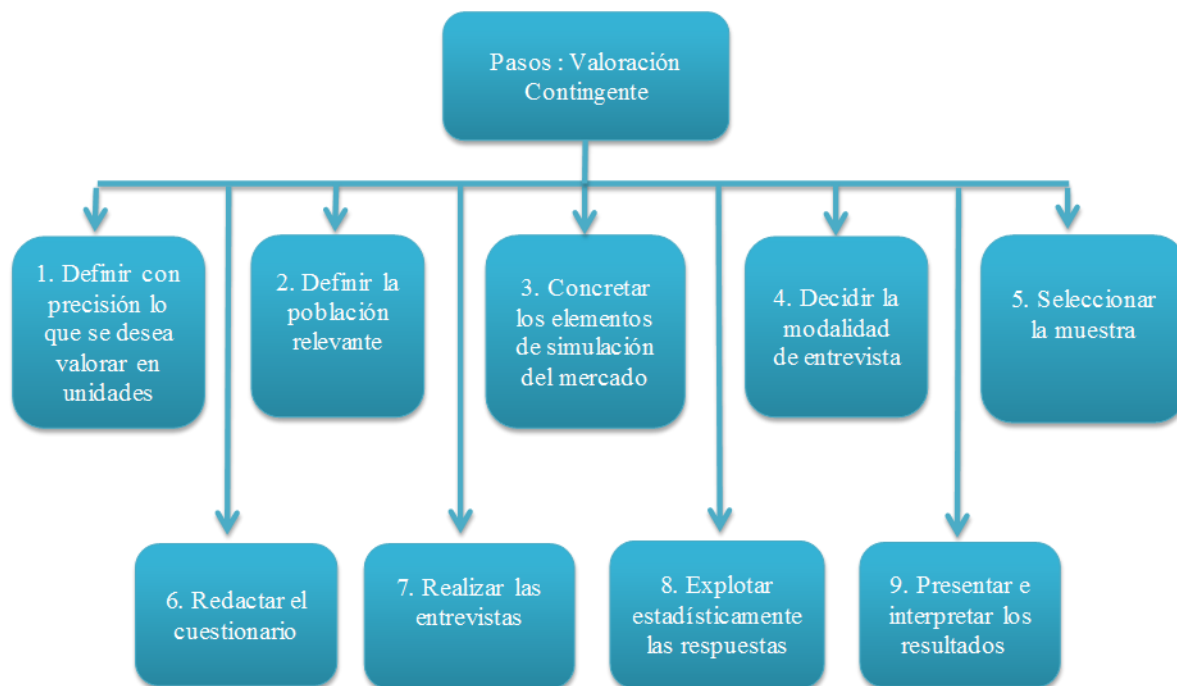 Pasos : Valoración
Contingente
1. Definir con
precisión lo
que se desea
valorar en
unidades
2. Definir la
población
relevante
3. Concretar
los elementos
de simulación
del mercado
4. Decidir la
modalidad
de entrevista
5. Seleccionar
la muestra
6. Redactar el
cuestionario
7. Realizar las
entrevistas
8. Explotar
estadísticamente
las respuestas
9. Presentar e
interpretar los
resultados